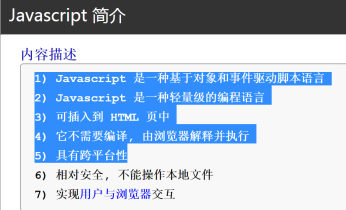 Javascript 简介
内容描述
1) Javascript 是一种基于对象和事件驱动脚本语言
2) Javascript 是一种轻量级的编程语言
3) 可插入到 HTML 页中
4) 它不需要编译, 由浏览器解释并执行
5) 具有跨平台性
6) 相对安全, 不能操作本地文件
7) 实现用户与浏览器交互